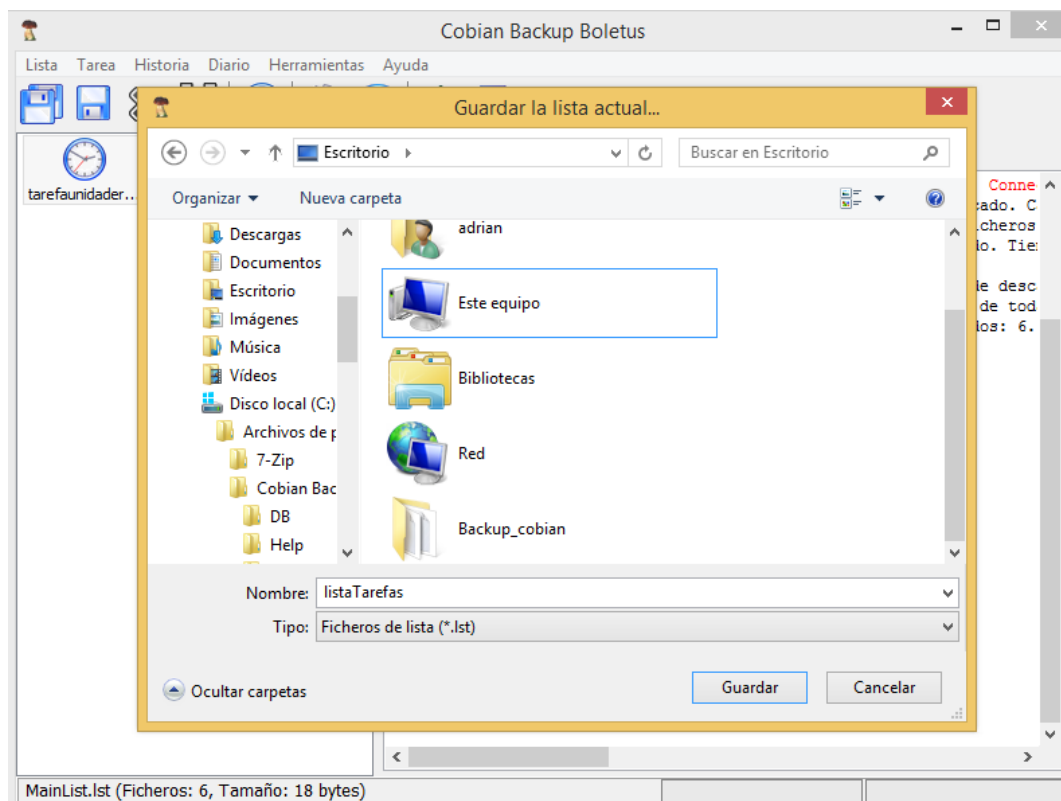 Cobian Backup Boletus
Lista Tarea Historia Diario Herramientas Ayuda
Guardar la lista actual...
Escritorio
Buscar en Escritorio
Organizar Nueva carpeta
tarefaunidader...
Descargas
Documentos
Escritorio
Imágenes
Música
Vídeos
Disco local (C:)
Archivos de p
7-Zip
Cobian Bac
DB
Help
adrian
Este equipo
Bibliotecas
Red
Backup_cobian
Conne
ado. C
cheros
do. Tie
de desc
de tod
dos: 6.
Nombre: listaTarefas
Tipo: Ficheros de lista (*.lst)
Ocultar carpetas
Guardar Cancelar
MainList.lst (Ficheros: 6, Tamaño: 18 bytes)